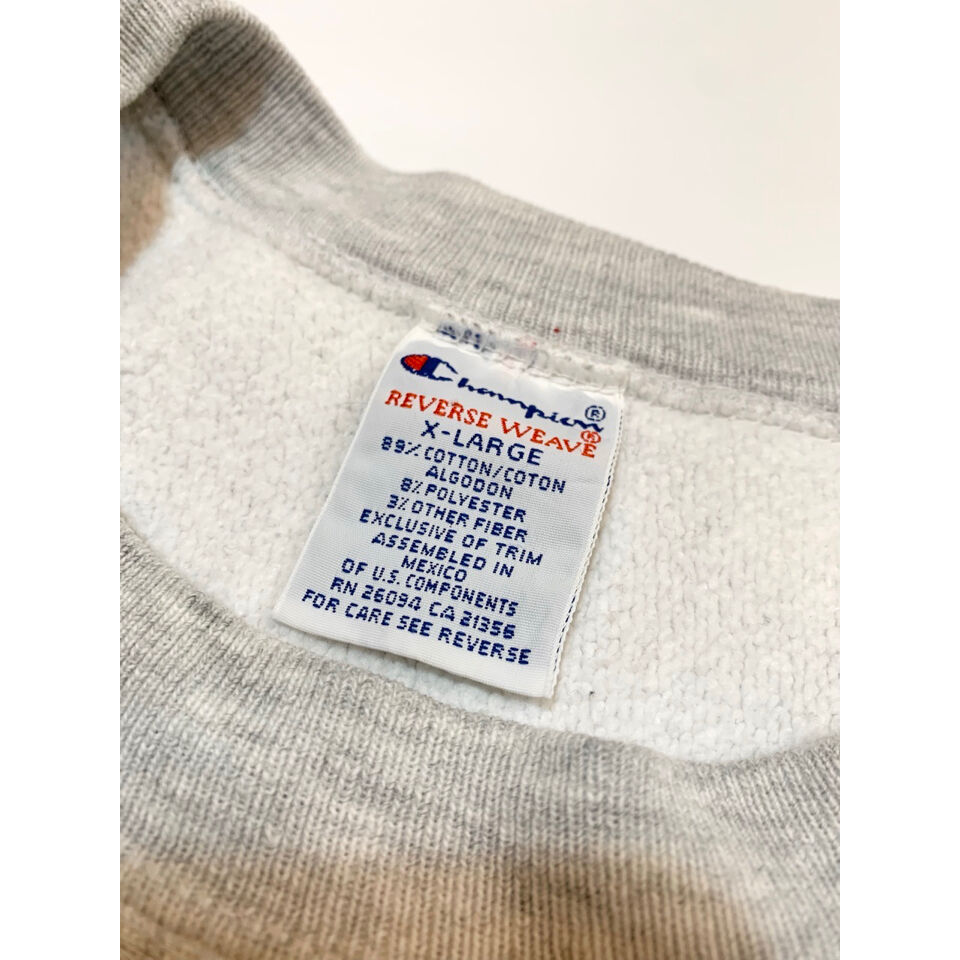 Champion®
REVERSE WEAVE®
X-LARGE
89% COTTON/COTON
ALGODON
8% POLYESTER
3% OTHER FIBER
EXCLUSIVE OF TRIM
ASSEMBLED IN
MEXICO
OF U.S. COMPONENTS
RN 26094 CA 21356
FOR CARE SEE REVERSE